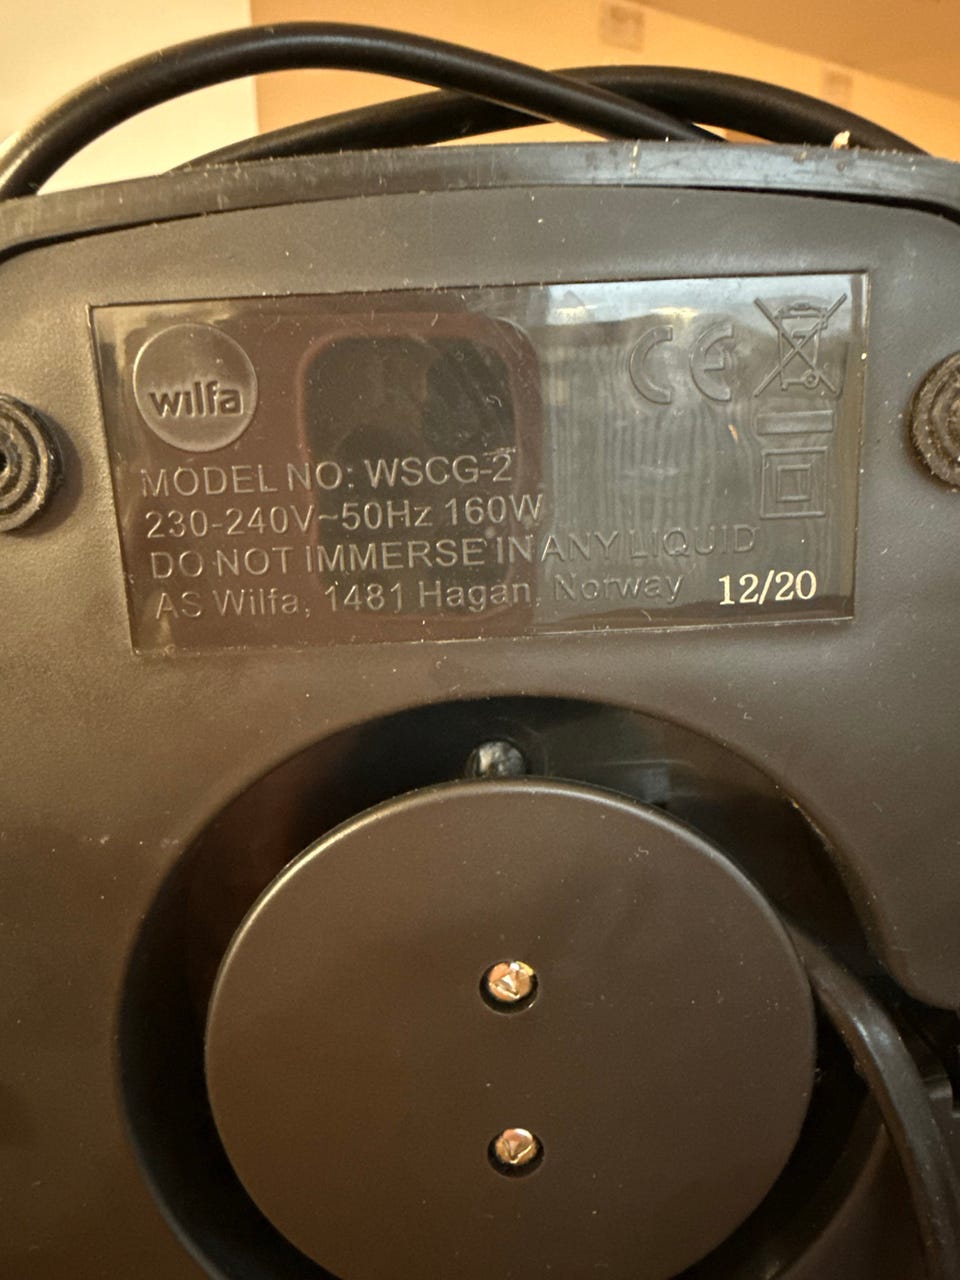 wilfa
CE
MODEL NO: WSCG-2
230-240V~50Hz 160W
DO NOT IMMERSE IN ANY LIQUID
AS Wilfa, 1481 Hagan, Norway 12/20